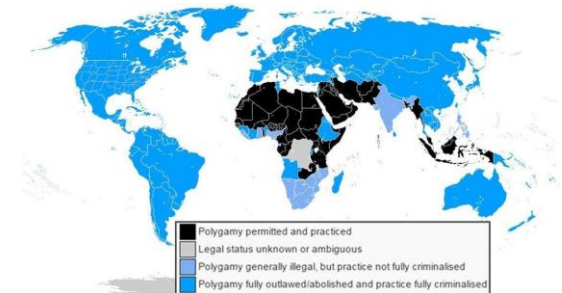 Polygamy permitted and practiced
Legal status unknown or ambiguous
Polygamy generally illegal, but practice not fully criminalised
Polygamy fully outlawed/abolished and practice fully criminalised